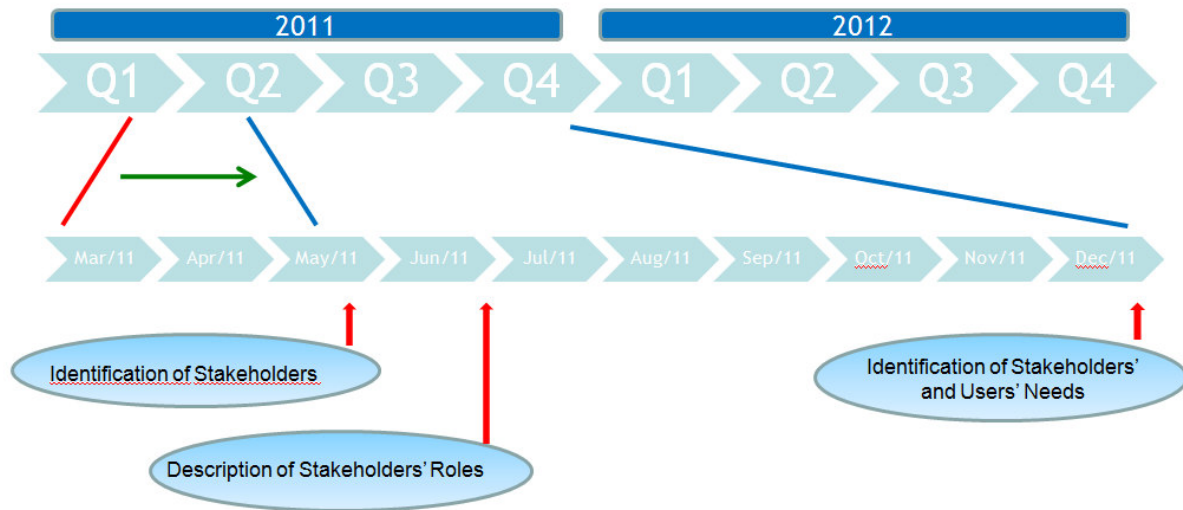 2011
2012
Q1 Q2 Q3 Q4 Q1 Q2 Q3 Q4
Mar/11 Apr/11 May/11 Jun/11 Jul/11 Aug/11 Sep/11 Oct/11 Nov/11 Dec/11
Identification of Stakeholders
Identification of Stakeholders’
and Users’ Needs
Description of Stakeholders’ Roles